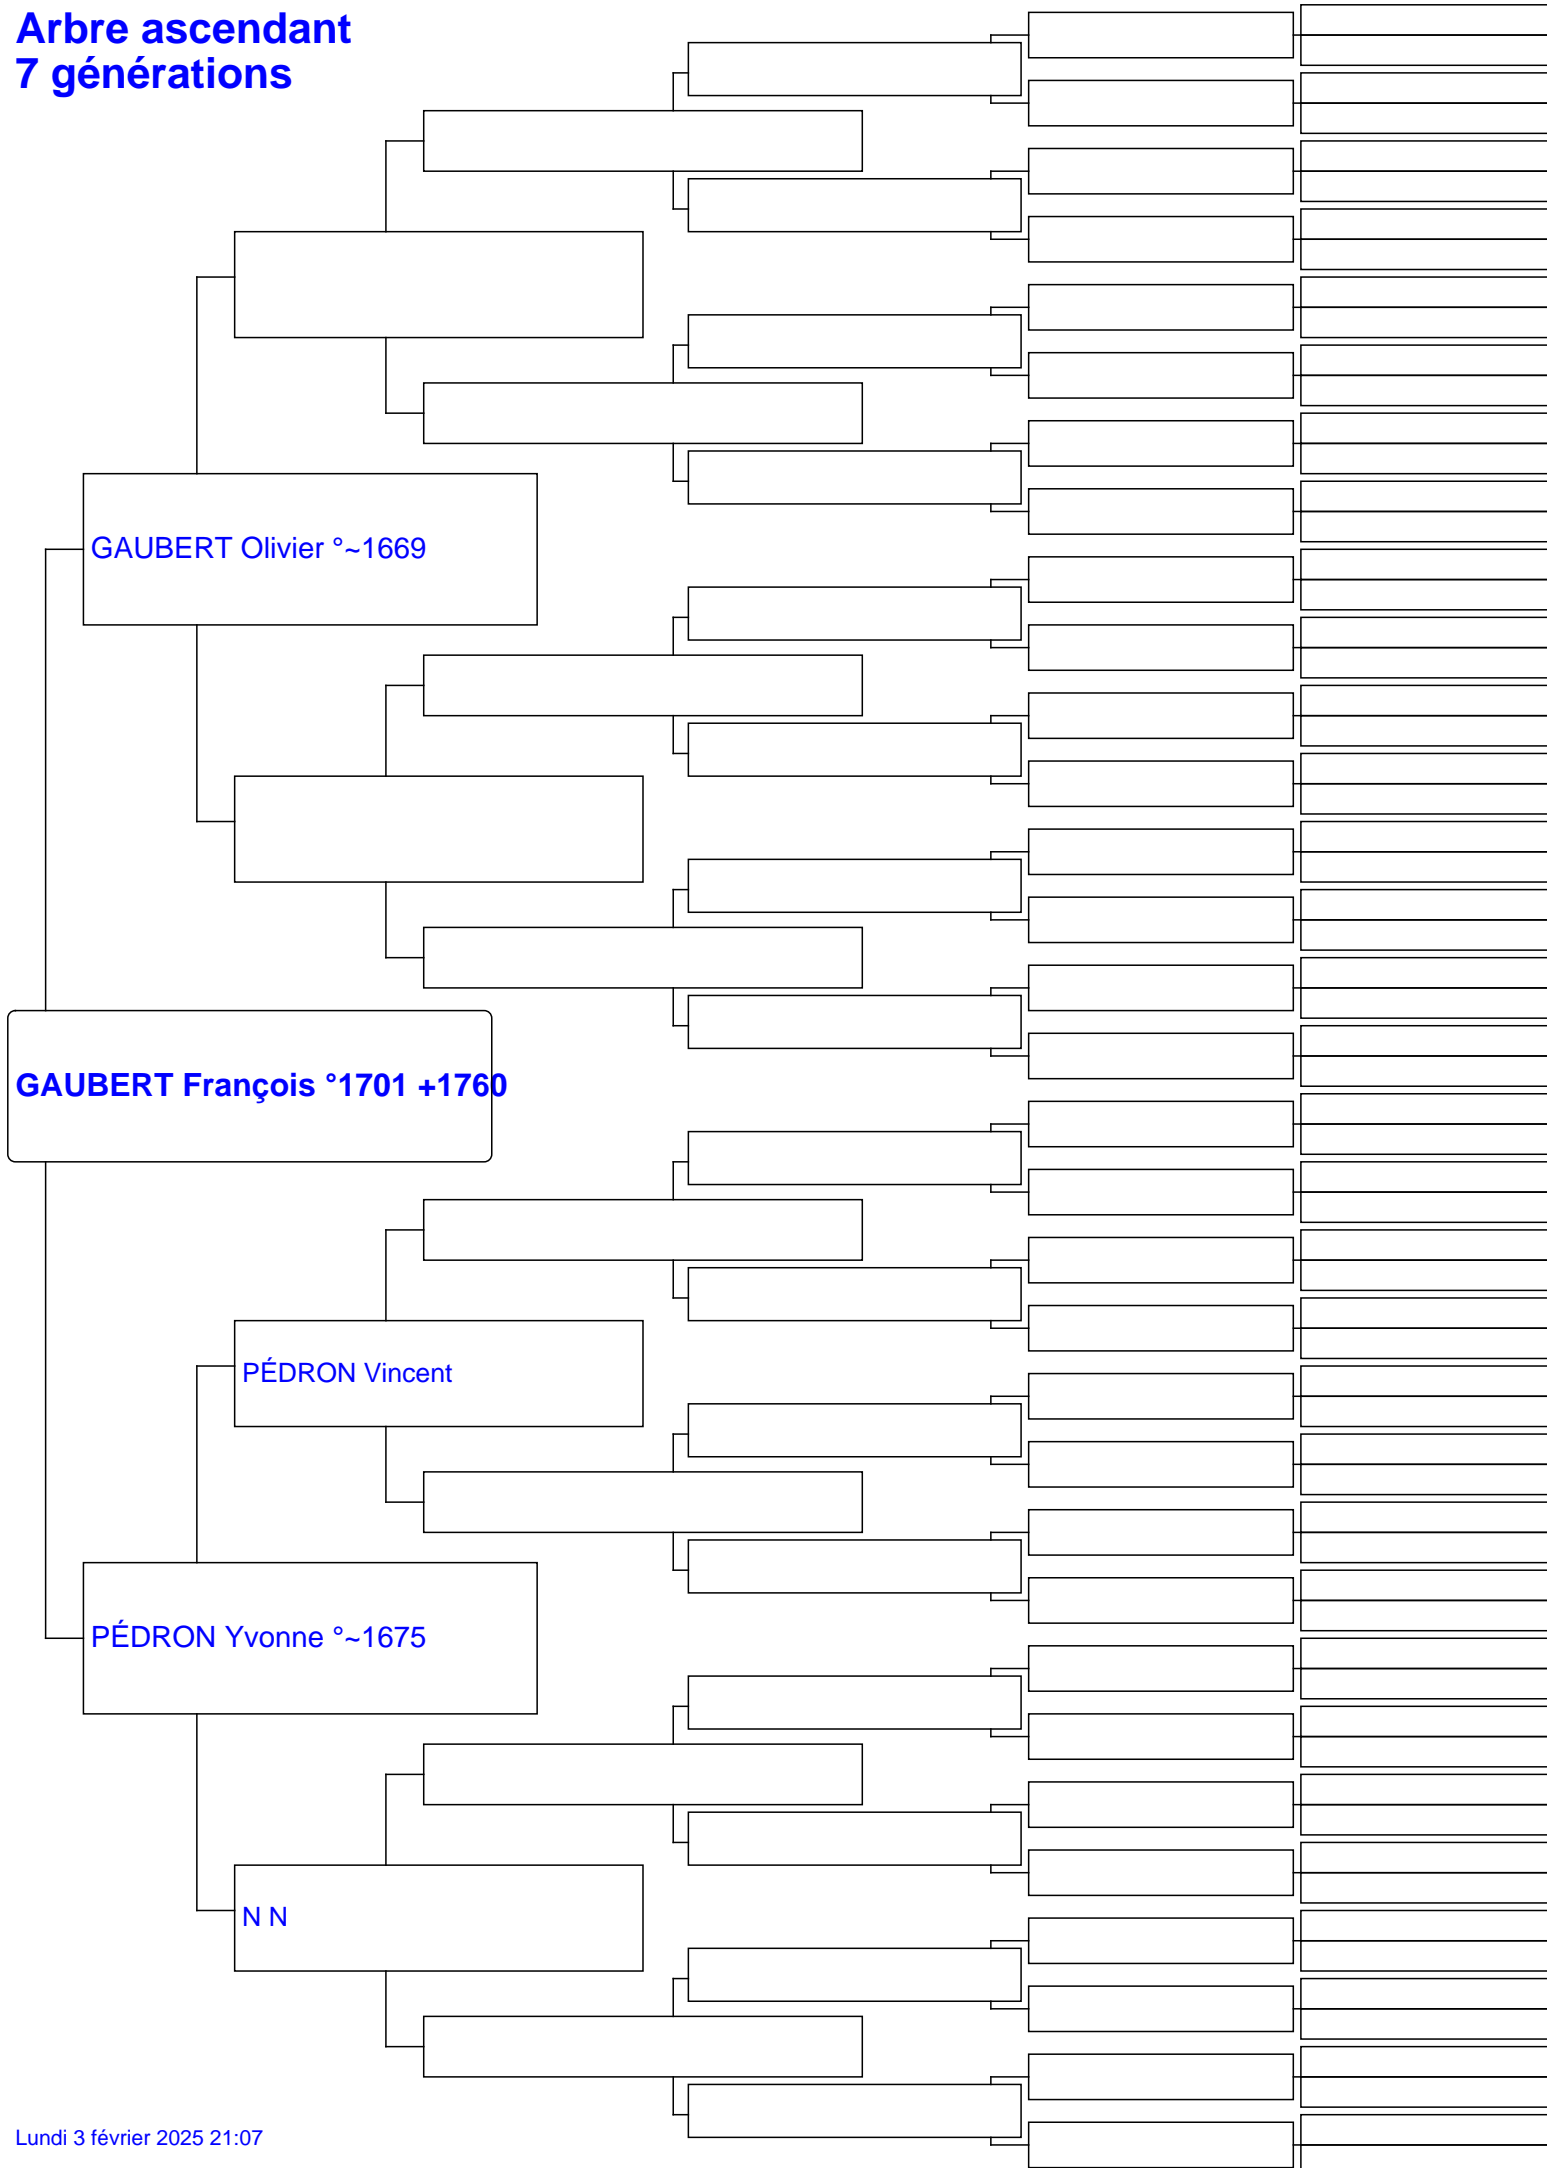 Arbre ascendant
7 générations
GAUBERT Olivier °~1669
GAUBERT François °1701 +1760
PÉDRON Vincent
PÉDRON Yvonne °~1675
N N
Lundi 3 février 2025 21:07